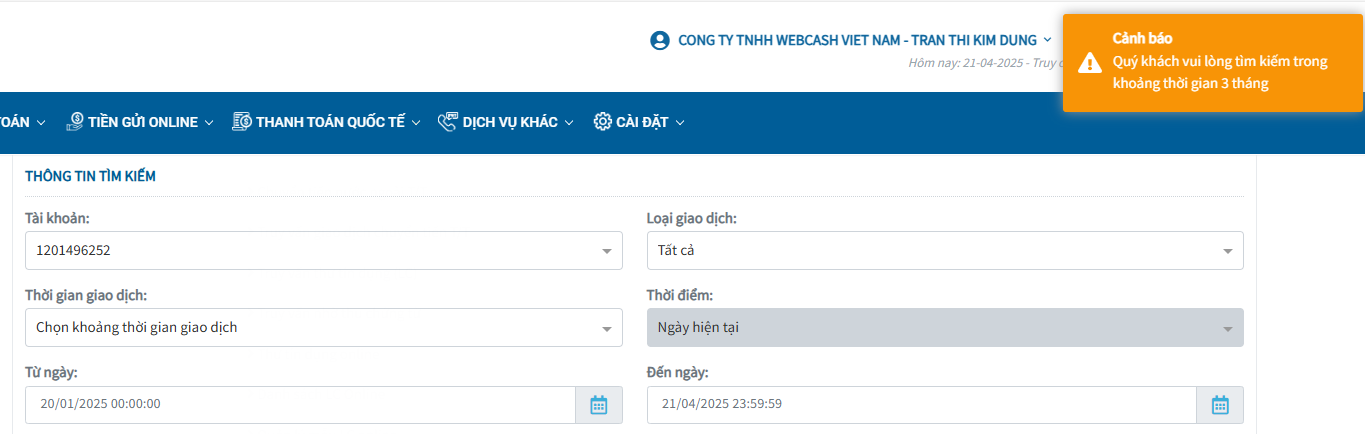 CONG TY TNHH WEBCASH VIET NAM - TRAN THI KIM DUNG
Hôm nay: 21-04-2025 - Truy
Cảnh báo
Quý khách vui lòng tìm kiếm trong
khoảng thời gian 3 tháng
TOÁN
TIỀN GỬI ONLINE
THANH TOÁN QUỐC TẾ
DỊCH VỤ KHÁC
CÀI ĐẶT
THÔNG TIN TÌM KIẾM
Tài khoản:
Loại giao dịch:
1201496252
Tất cả
Thời gian giao dịch:
Thời điểm:
Chọn khoảng thời gian giao dịch
Ngày hiện tại
Từ ngày:
Đến ngày:
20/01/2025 00:00:00
21/04/2025 23:59:59